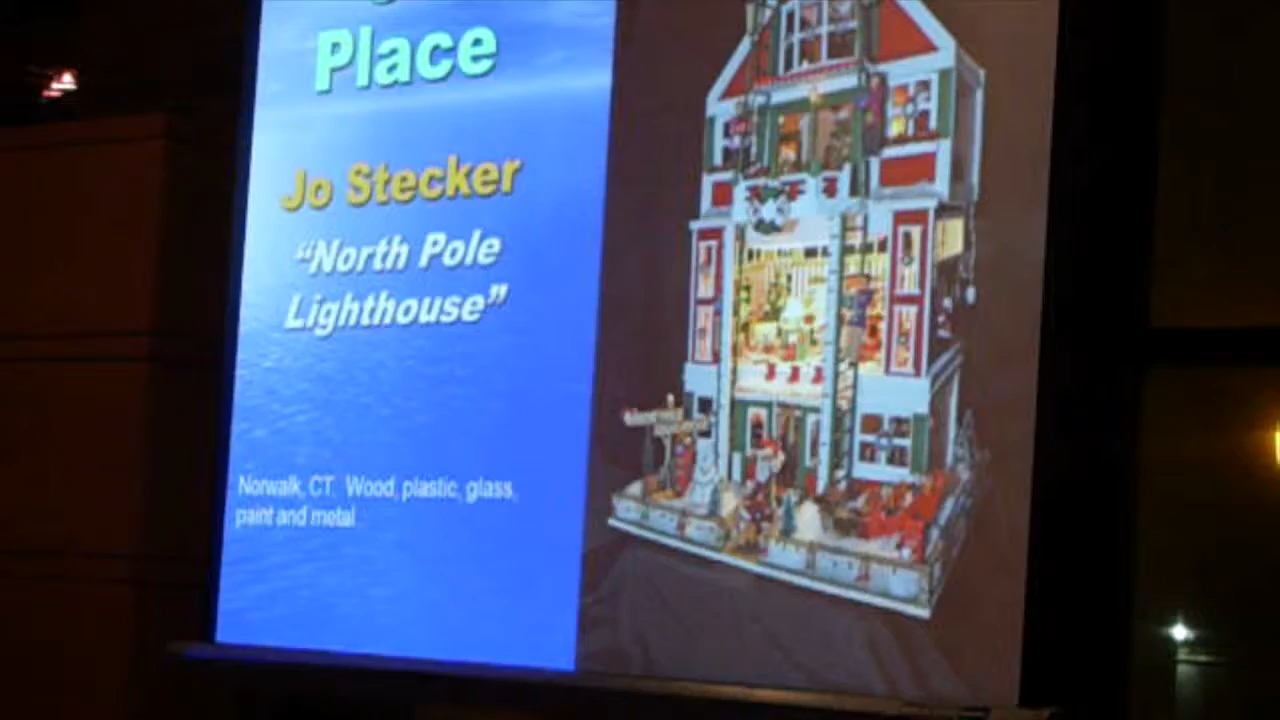 Place
Jo Stecker
“North Pole
Lighthouse”
Norwalk, CT. Wood, plastic, glass,
paint and metal